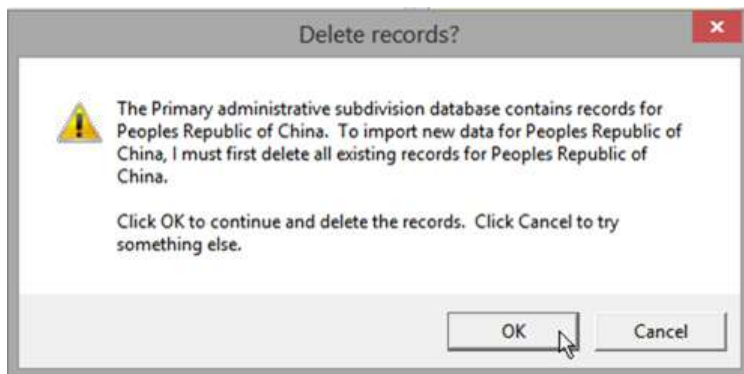 Delete records?
The Primary administrative subdivision database contains records for
Peoples Republic of China.  To import new data for Peoples Republic of
China, I must first delete all existing records for Peoples Republic of
China.
Click OK to continue and delete the records.  Click Cancel to try
something else.
OK
Cancel